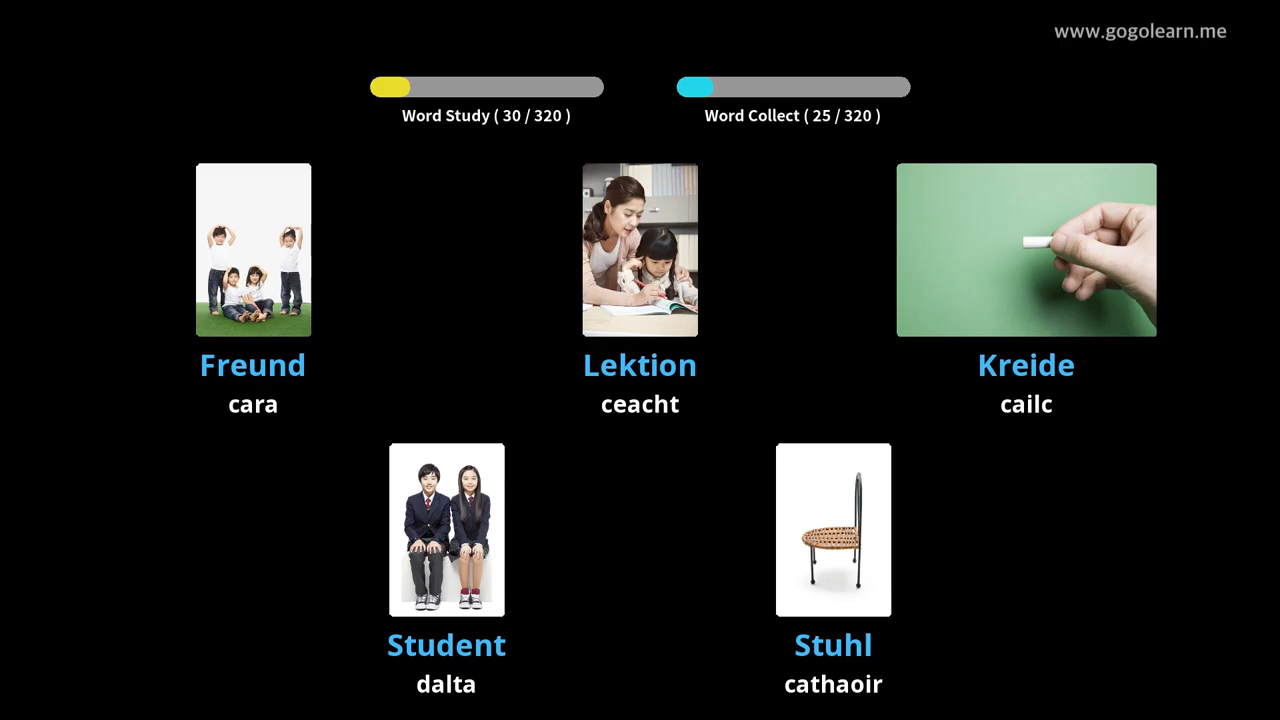 www.gogolearn.me
Word Study ( 30 / 320 )
Word Collect ( 25 / 320 )
Freund
cara
Lektion
ceacht
Kreide
cailc
Student
dalta
Stuhl
cathaoir